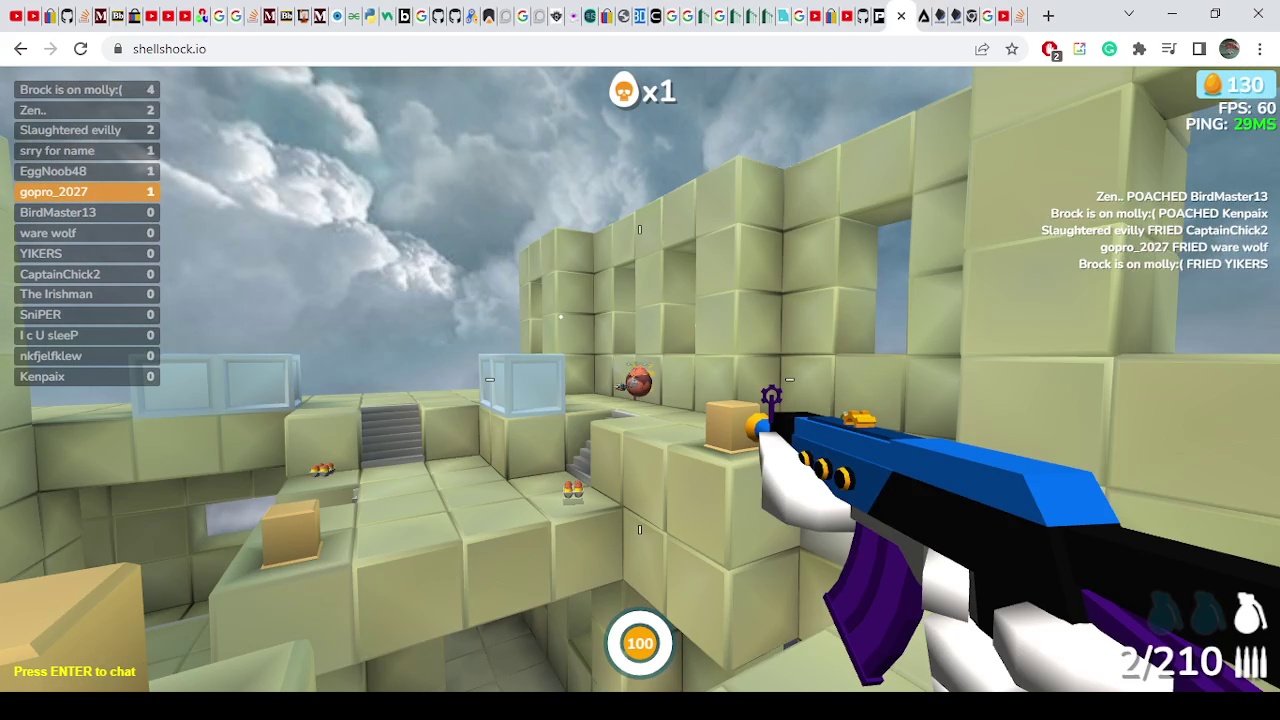 shellshock.io
2
Brock is on molly:( 4
Zen.. 2
Slaughtered evilly 2
srry for name 1
EggNoob48 1
gopro_2027 1
BirdMaster13 0
ware wolf 0
YIKERS 0
CaptainChick2 0
The Irishman 0
SniPER 0
I c U sleeP 0
nkfjelfklew 0
Kenpaix 0
x1
130
FPS: 60
PING: 29MS
Zen.. POACHED BirdMaster13
Brock is on molly:( POACHED Kenpaix
Slaughtered evilly FRIED CaptainChick2
gopro_2027 FRIED ware wolf
Brock is on molly:( FRIED YIKERS
100
Press ENTER to chat
2/210